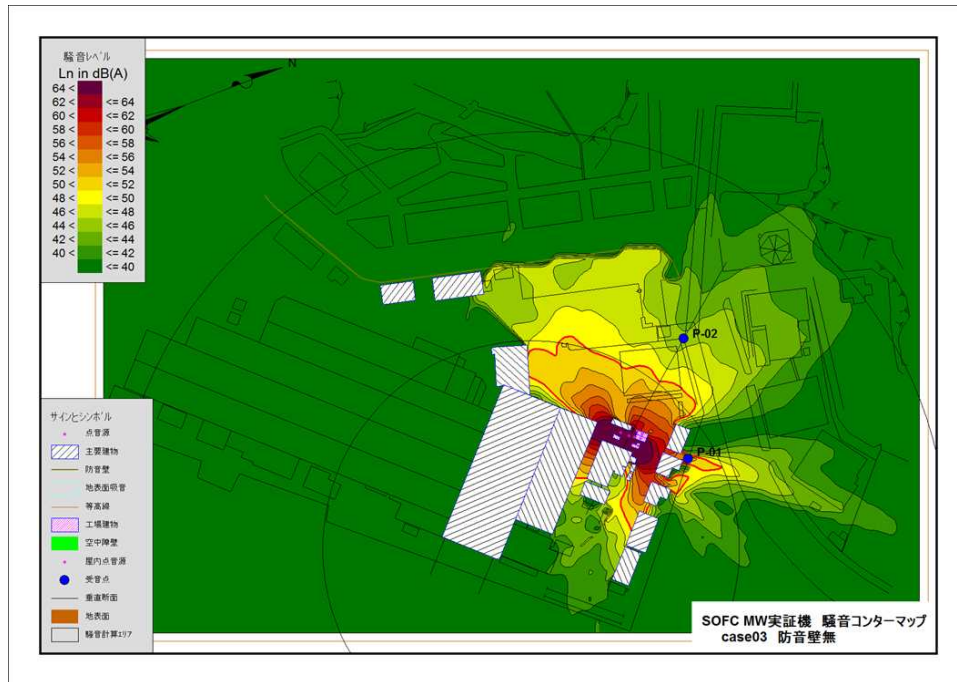 騒音レベル
Ln in dB(A)
64 <
62 < <= 64
60 < <= 62
58 < <= 60
56 < <= 58
54 < <= 56
52 < <= 54
50 < <= 52
48 < <= 50
46 < <= 48
44 < <= 46
42 < <= 44
40 < <= 42
<= 40
N
P-02
P-01
サインとシンボル
点音源
主要建物
防音壁
地表面吸音
等高線
工場建物
空中障壁
屋内点音源
受音点
垂直断面
地表面
騒音計算エリア
SOFC MW実証機 騒音コンターマップ
case03 防音壁無